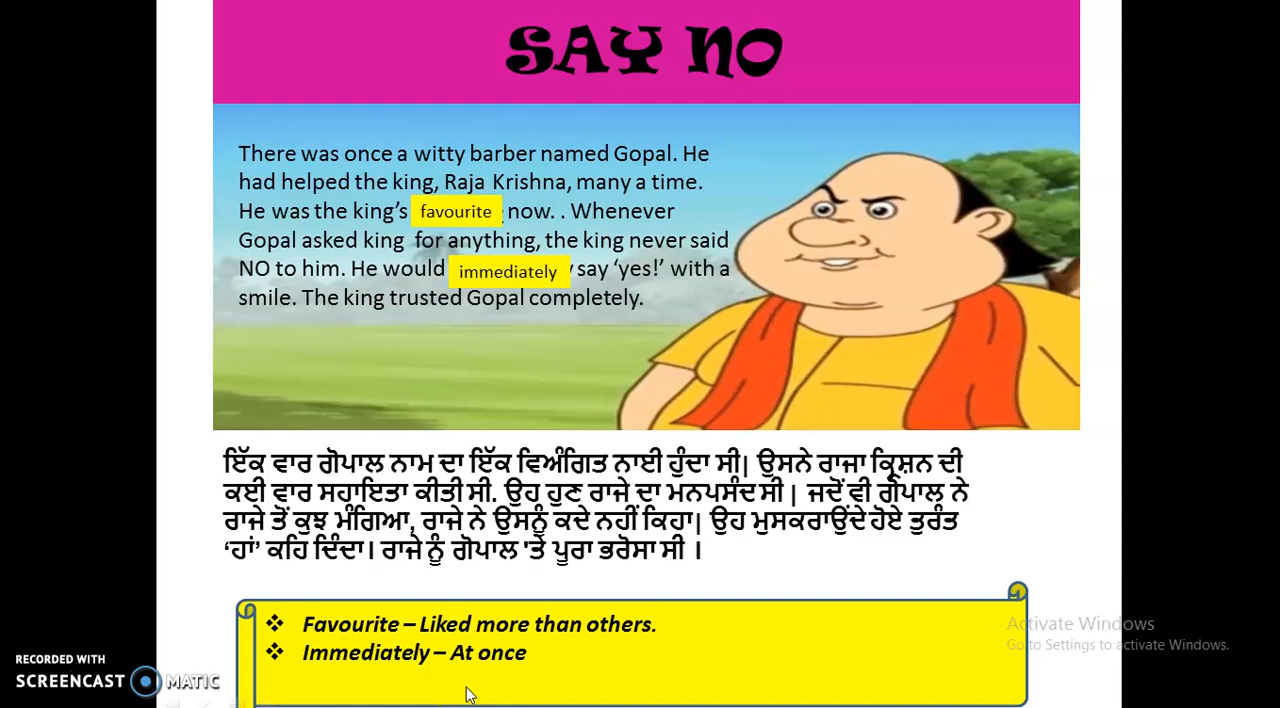 SAY NO
There was once a witty barber named Gopal. He
had helped the king, Raja Krishna, many a time.
He was the king's favourite now. . Whenever
Gopal asked king for anything, the king never said
NO to him. He would immediately say 'yes!' with a
smile. The king trusted Gopal completely.
ਇੱਕ ਵਾਰ ਗੋਪਾਲ ਨਾਮ ਦਾ ਇੱਕ ਵਿਅੰਗਿਤ ਨਾਈ ਹੁੰਦਾ ਸੀ| ਉਸਨੇ ਰਾਜਾ ਕ੍ਰਿਸ਼ਨ ਦੀ
ਕਈ ਵਾਰ ਸਹਾਇਤਾ ਕੀਤੀ ਸੀ. ਉਹ ਹੁਣ ਰਾਜੇ ਦਾ ਮਨਪਸੰਦ ਸੀ | ਜਦੋਂ ਵੀ ਗੋਪਾਲ ਨੇ
ਰਾਜੇ ਤੋਂ ਕੁਝ ਮੰਗਿਆ, ਰਾਜੇ ਨੇ ਉਸਨੂੰ ਕਦੇ ਨਹੀਂ ਕਿਹਾ| ਉਹ ਮੁਸਕਰਾਉਂਦੇ ਹੋਏ ਤੁਰੰਤ
'ਹਾਂ' ਕਹਿ ਦਿੰਦਾ। ਰਾਜੇ ਨੂੰ ਗੋਪਾਲ 'ਤੇ ਪੂਰਾ ਭਰੋਸਾ ਸੀ ।
❖ Favourite – Liked more than others.
❖ Immediately – At once
Activate Windows
Go to Settings to activate Windows.
RECORDED WITH
SCREENCAST MATIC